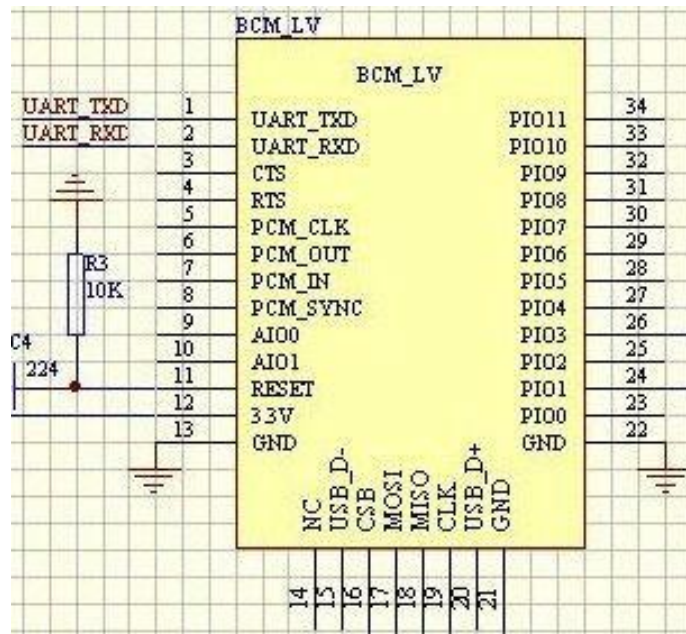 BCM_LV
BCM_LV
UART_TXD
UART_RXD
1
2
3
4
5
6
7
8
9
10
11
12
13
R3
10K
C4
224
UART_TXD
UART_RXD
CTS
RTS
PCM_CLK
PCM_OUT
PCM_IN
PCM_SYNC
AIO0
AIO1
RESET
3.3V
GND
PIO11
PIO10
PIO9
PIO8
PIO7
PIO6
PIO5
PIO4
PIO3
PIO2
PIO1
PIO0
GND
34
33
32
31
30
29
28
27
26
25
24
23
22
NC
USB_D-
CSB
MOSI
MISO
CLK
USB_D+
GND
14
15
16
17
18
19
20
21